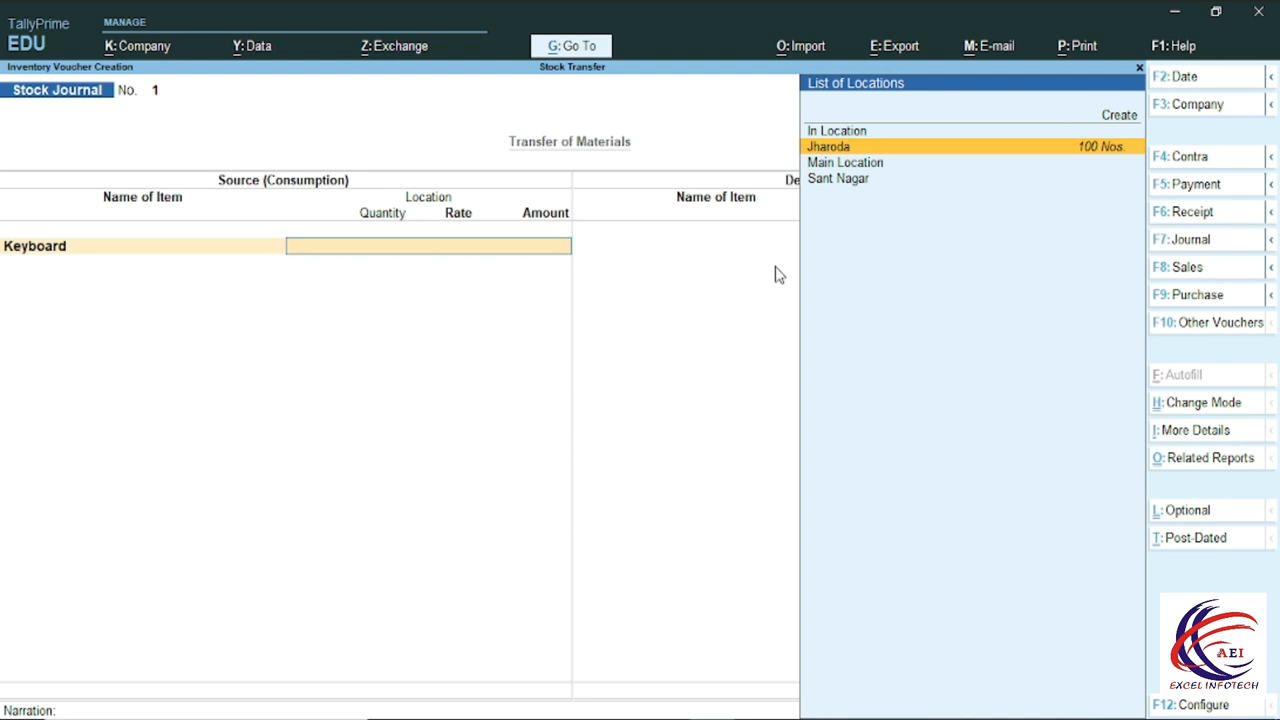 TallyPrime
EDU
MANAGE
K: Company
Y: Data
Z: Exchange
G: Go To
O: Import
E: Export
M: E-mail
P: Print
F1: Help
Inventory Voucher Creation
Stock Transfer
×
Stock Journal No. 1
Transfer of Materials
Source (Consumption)
De
Name of Item
Location
Name of Item
Quantity
Rate
Amount
Keyboard
List of Locations
Create
In Location
Jharoda 100 Nos.
Main Location
Sant Nagar
F2: Date
F3: Company
F4: Contra
F5: Payment
F6: Receipt
F7: Journal
F8: Sales
F9: Purchase
F10: Other Vouchers
F: Autofill
H: Change Mode
I: More Details
O: Related Reports
L: Optional
T: Post-Dated
AEI
EXCEL INFOTECH
F12: Configure
Narration: